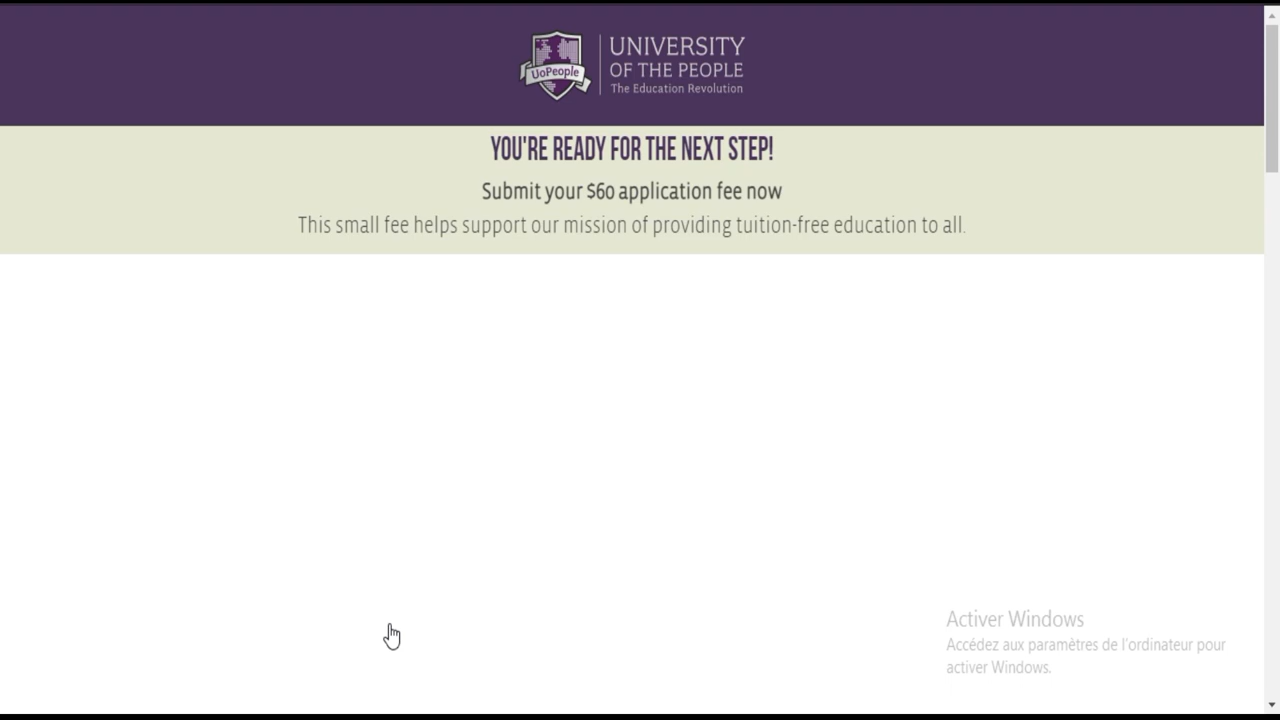 UoPeople
UNIVERSITY
OF THE PEOPLE
The Education Revolution
YOU'RE READY FOR THE NEXT STEP!
Submit your $60 application fee now
This small fee helps support our mission of providing tuition-free education to all.
Activer Windows
Accédez aux paramètres de l'ordinateur pour
activer Windows.